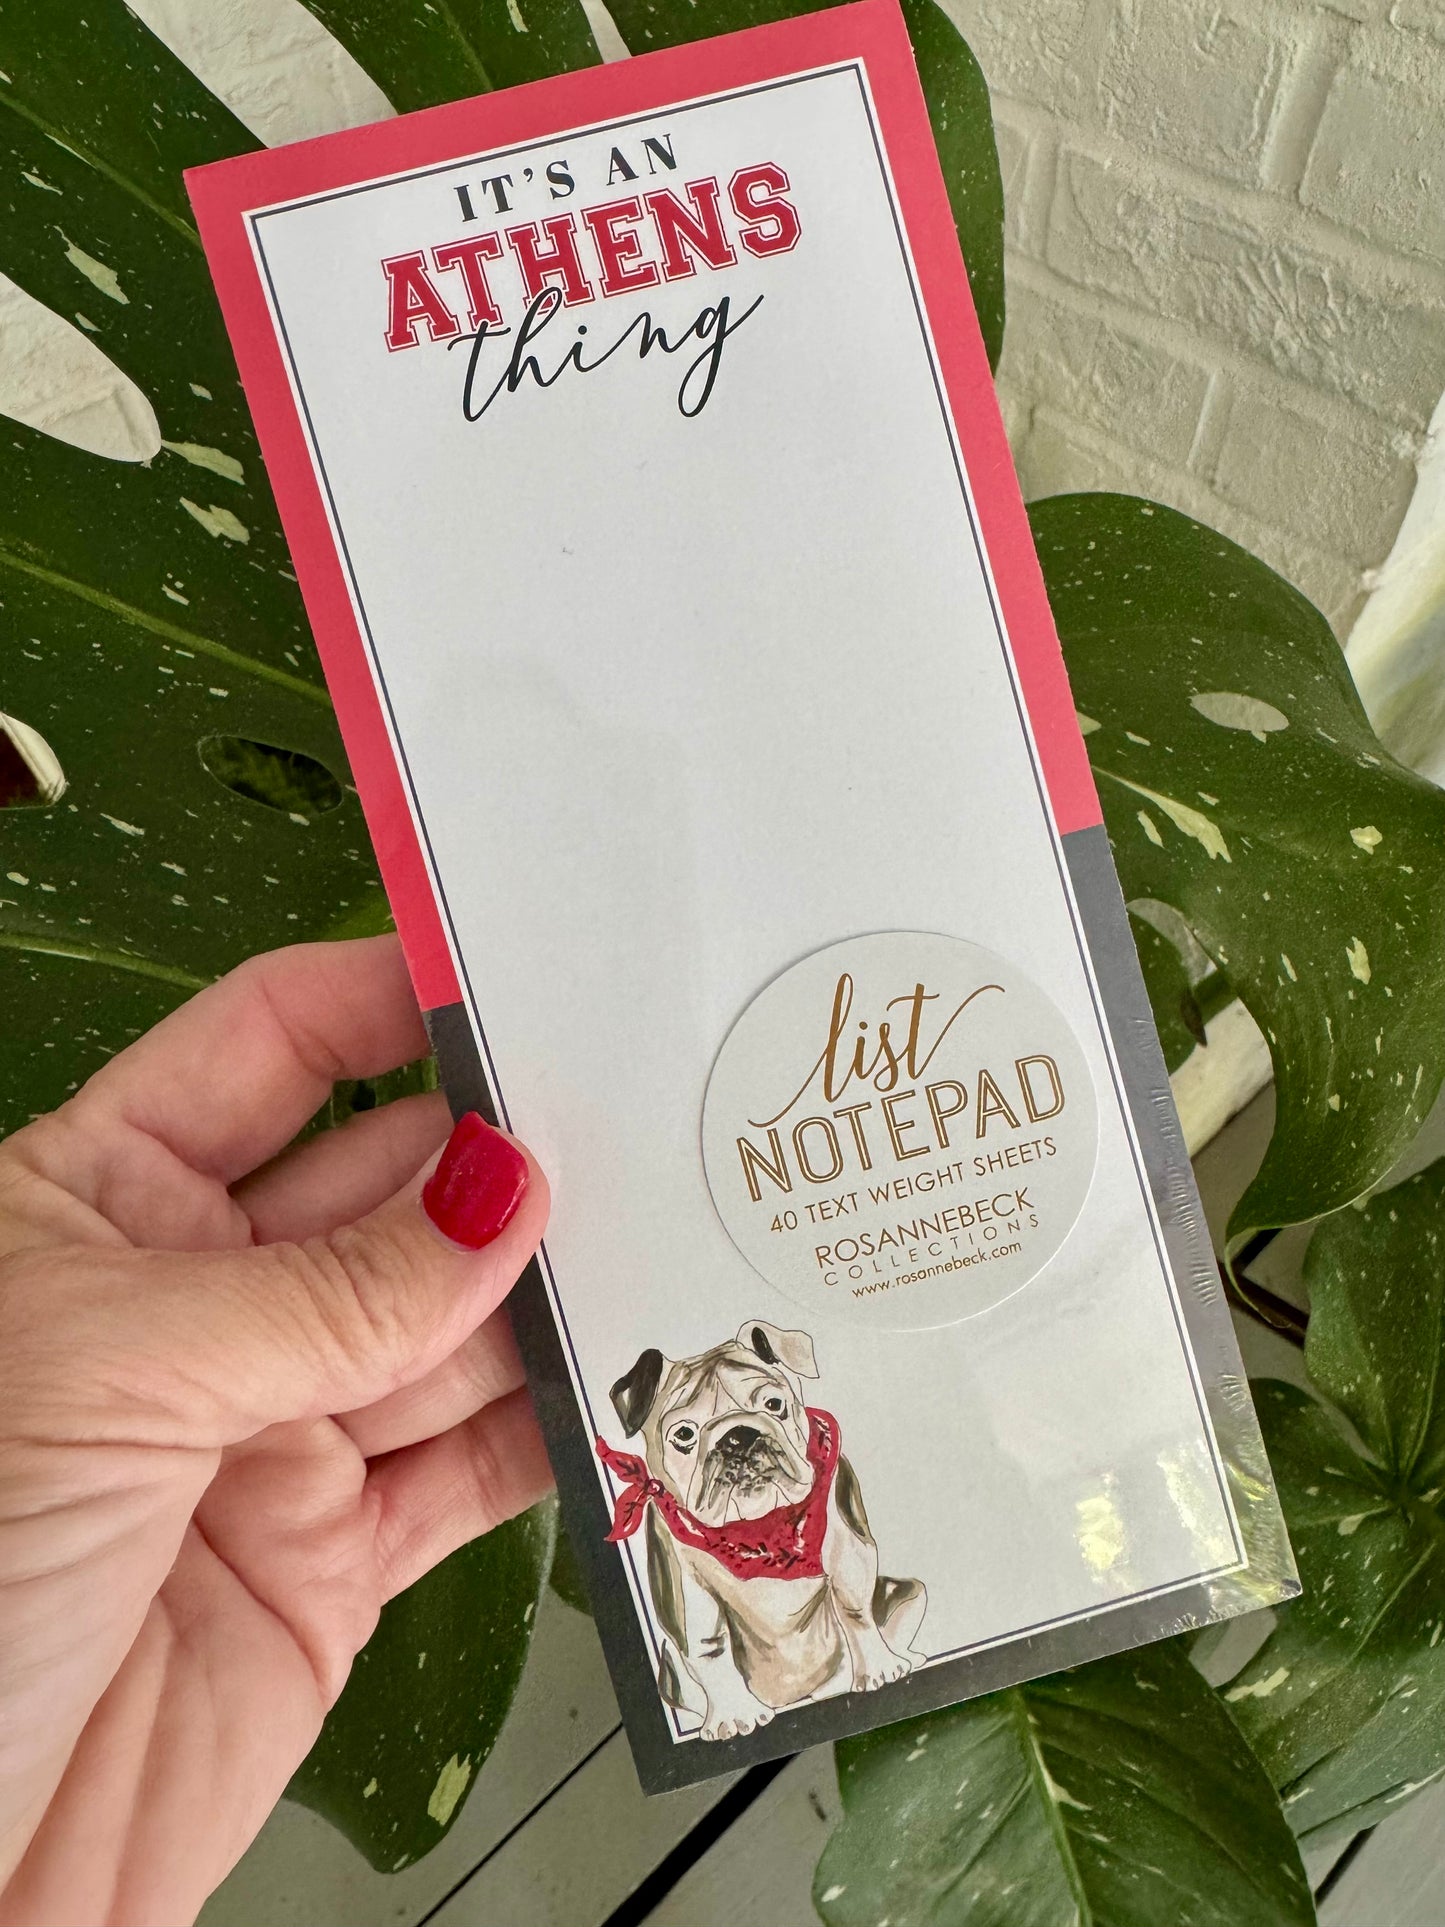 IT'S AN
ATHENS
thing
list
NOTEPAD
40 TEXT WEIGHT SHEETS
ROSANNEBECK
COLLECTIONS
www.rosannebeck.com